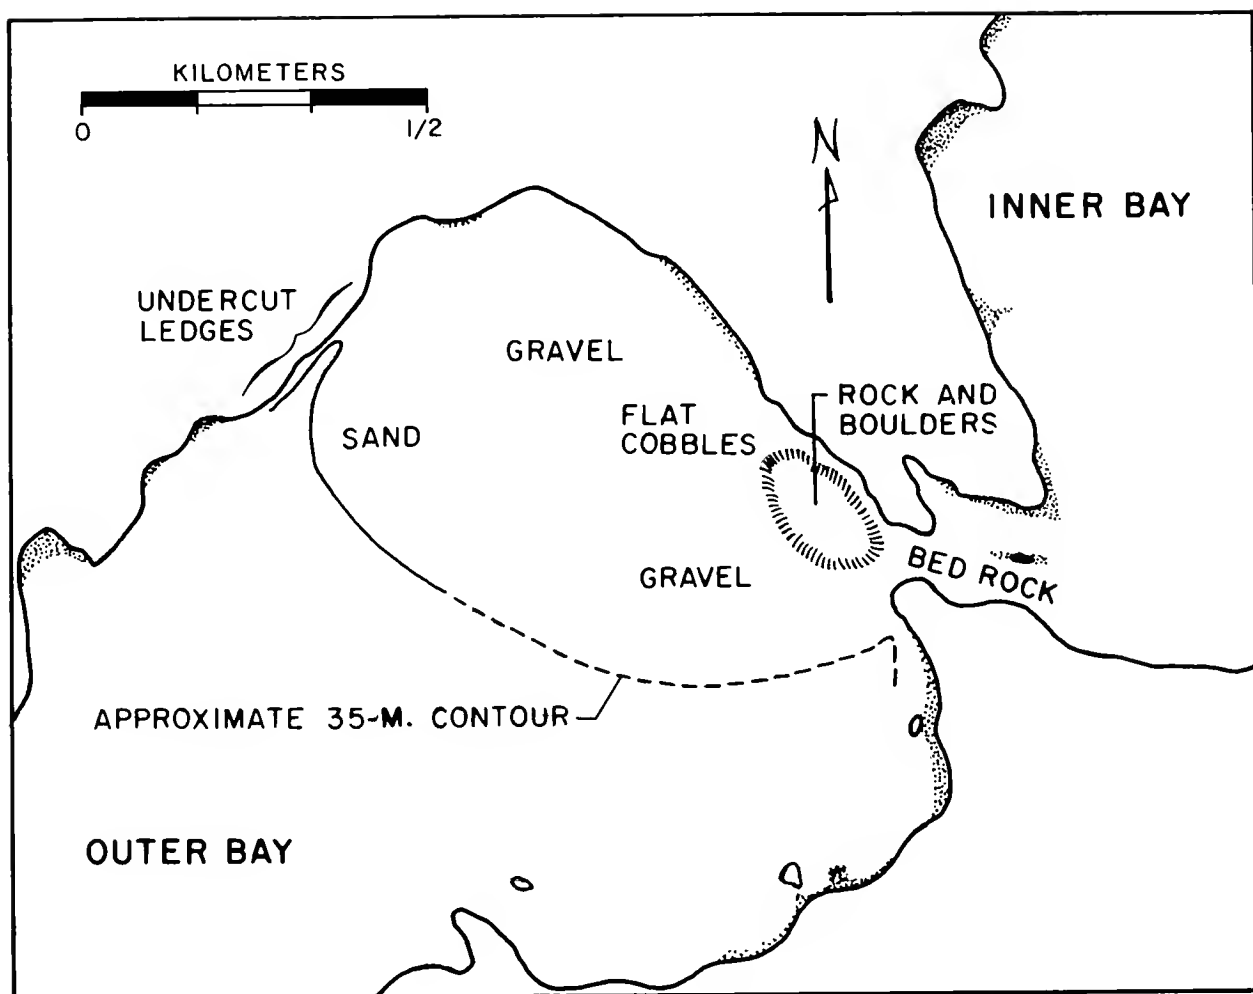 KILOMETERS
0 1/2
N
INNER BAY
UNDERCUT
LEDGES
GRAVEL
ROCK AND
BOULDERS
FLAT
COBBLES
SAND
GRAVEL
BED ROCK
APPROXIMATE 35-M. CONTOUR
OUTER BAY